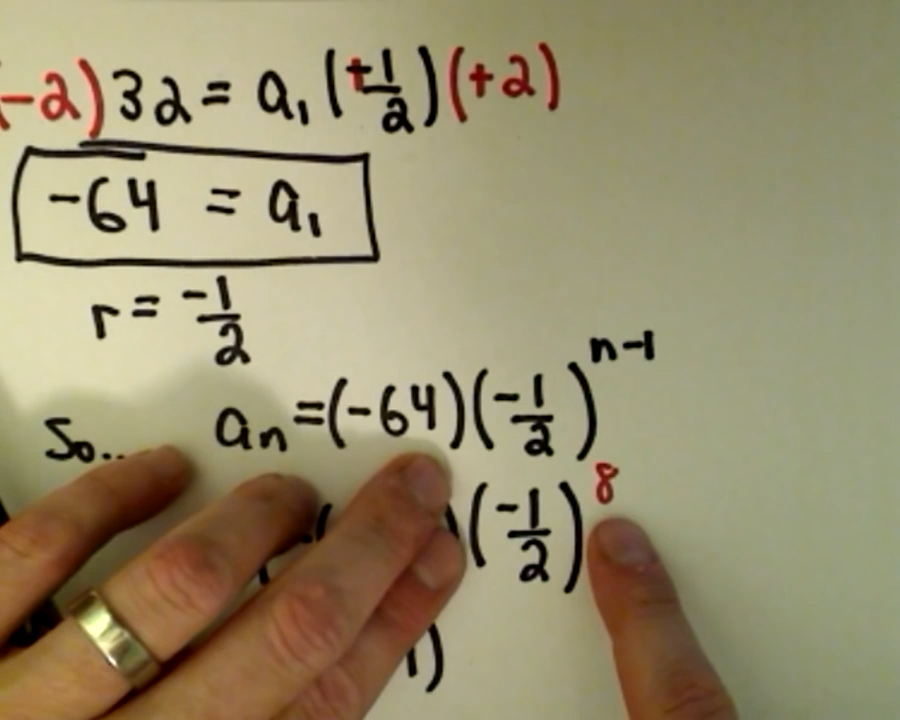 (-2) 32 = a₁ (+1/2)(+2)
-64 = a₁
r = -1/2
So... aₙ = (-64)(-1/2)ⁿ⁻¹
(-1/2)⁸
1)